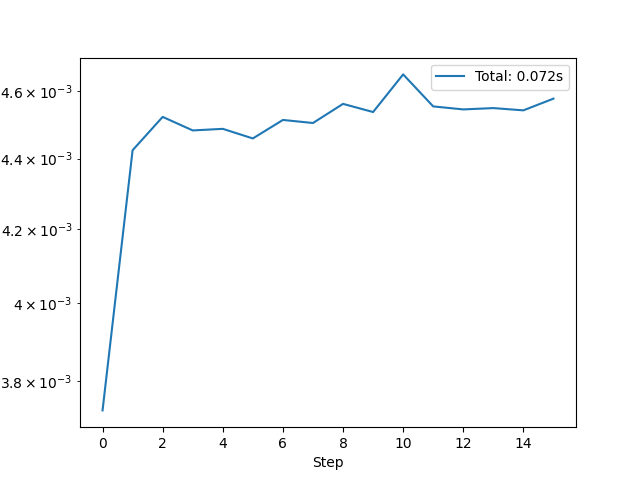 Total: 0.072s
4.6 × 10⁻³
4.4 × 10⁻³
4.2 × 10⁻³
4 × 10⁻³
3.8 × 10⁻³
0 2 4 6 8 10 12 14
Step